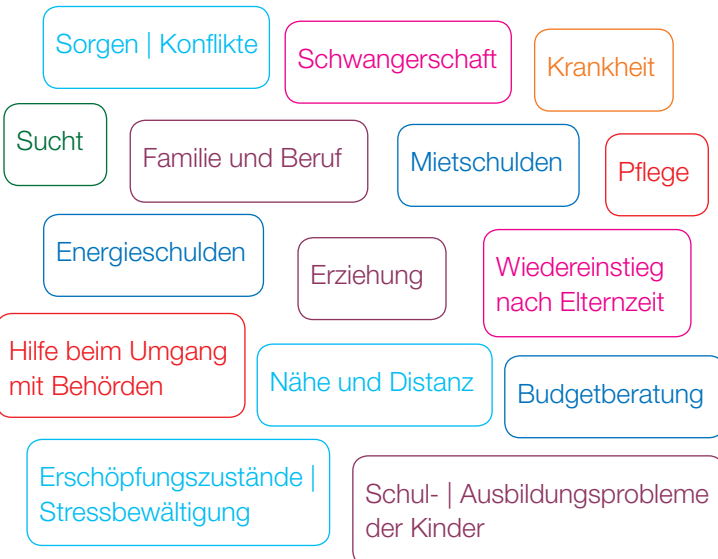 Sorgen | Konflikte
Schwangerschaft
Krankheit
Sucht
Familie und Beruf
Mietschulden
Pflege
Energieschulden
Erziehung
Wiedereinstieg
nach Elternzeit
Hilfe beim Umgang
mit Behörden
Nähe und Distanz
Budgetberatung
Erschöpfungszustände |
Stressbewältigung
Schul- | Ausbildungsprobleme
der Kinder